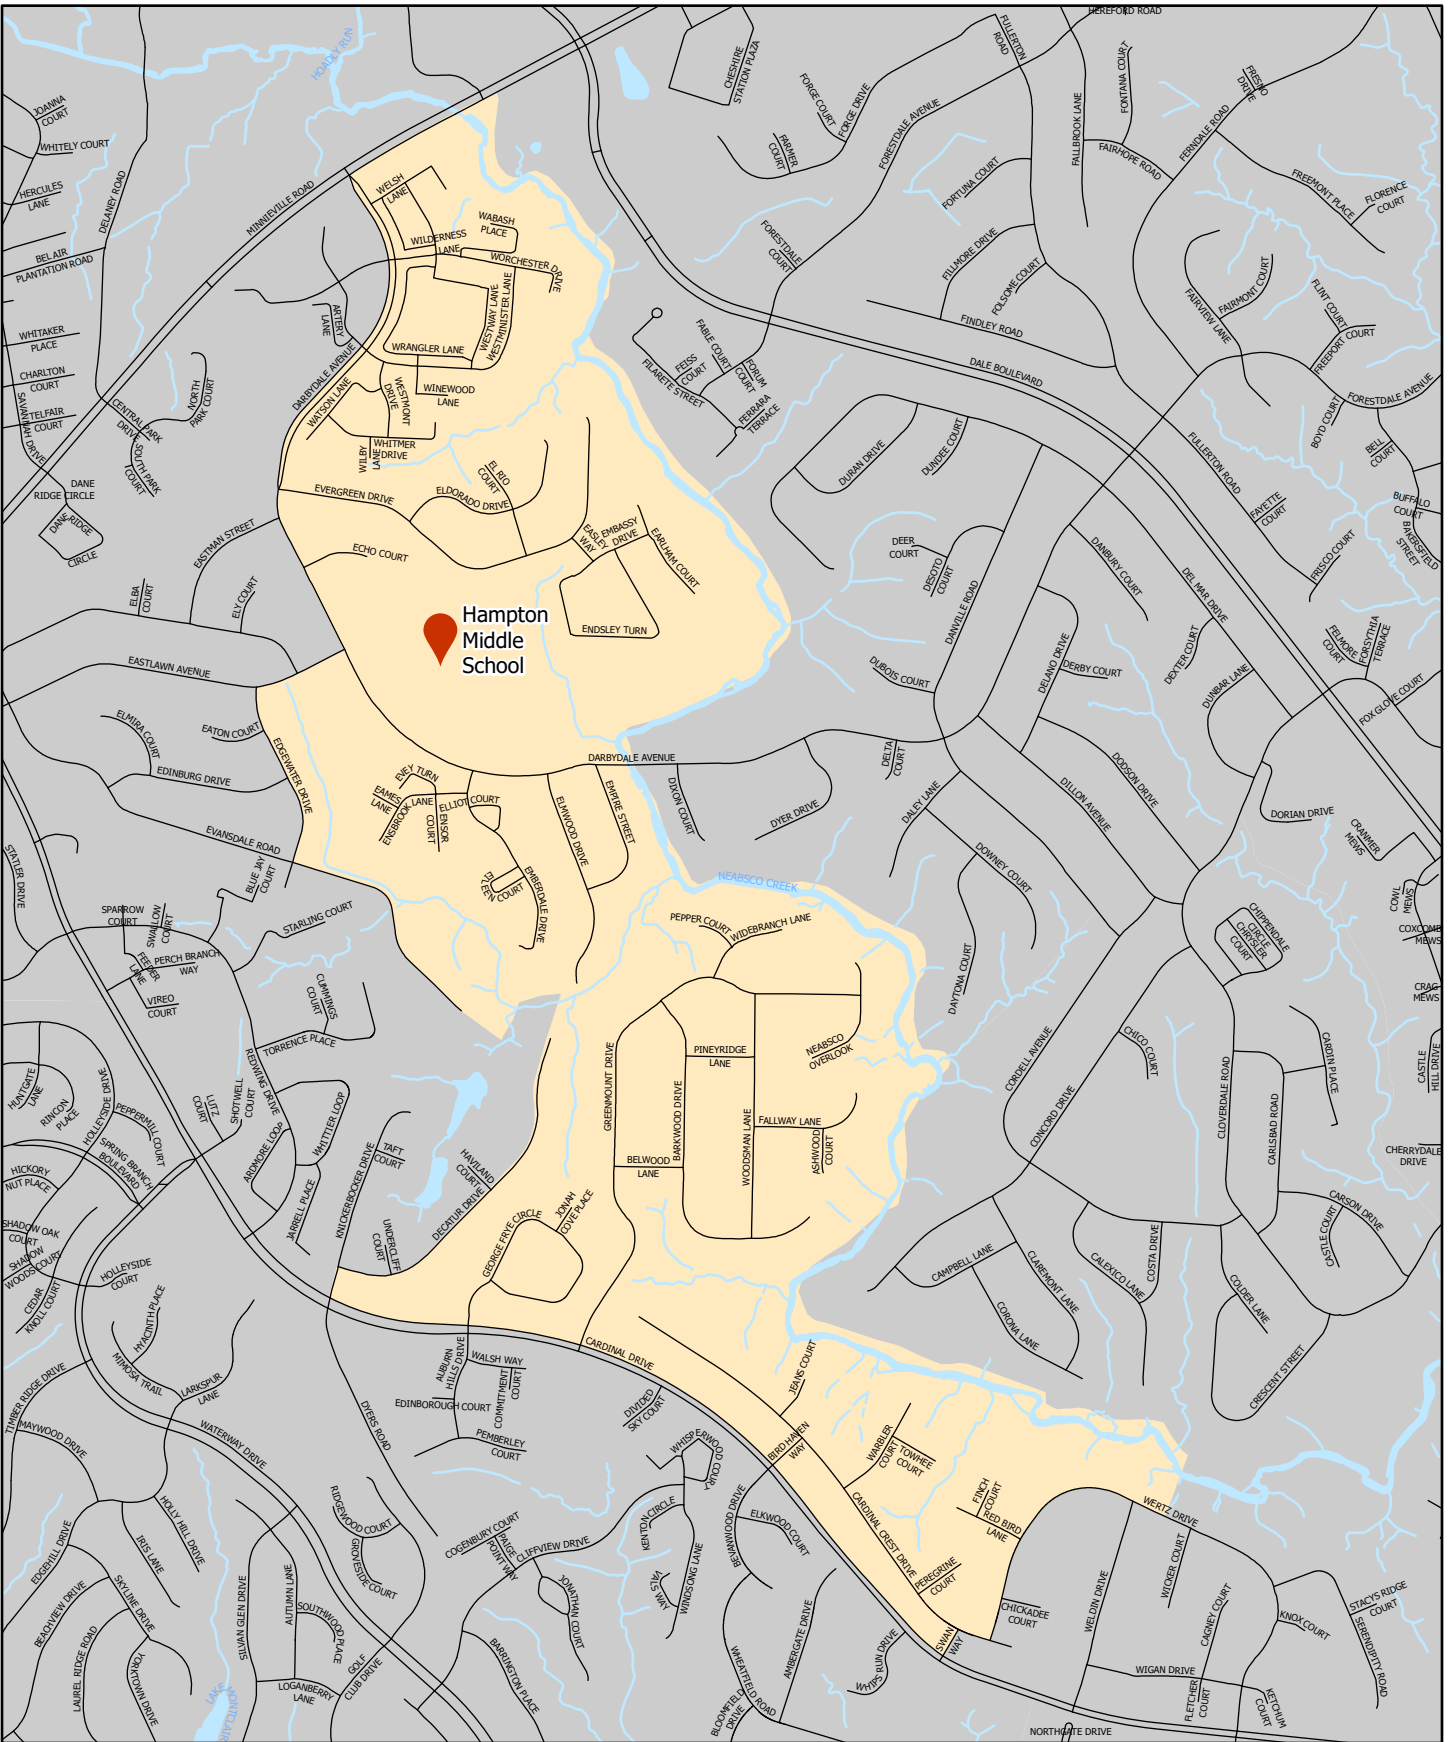 HEREFORD ROAD
HOADLY RUN
CHESHIRE
STATION PLAZA
FULLERTON
ROAD
FONTANA COURT
FRESNO
DRIVE
JOANNA
COURT
FORGE COURT
FORGE DRIVE
FORESTDALE AVENUE
FALLBROOK LANE
FERNDALE ROAD
WHITELY COURT
FARMER
COURT
FAIRHOPE ROAD
FORTUNA COURT
FREEMONT PLACE
FLORENCE
COURT
HERCULES
LANE
DELANEY ROAD
MINNIEVILLE ROAD
WELSH
LANE
WABASH
PLACE
WILDERNESS
LANE
WORCHESTER DRIVE
BEL AIR
PLANTATION ROAD
FORESTDALE
COURT
FILLMORE DRIVE
FOLSOME COURT
FAIRVIEW LANE
FAIRMONT COURT
FLINT COURT
FREEPORT COURT
ARTERY
LANE
WESTWAY LANE
WESTMINISTER LANE
WRANGLER LANE
WHITAKER
PLACE
FINDLEY ROAD
DALE BOULEVARD
FABLE COURT
FEISS
COURT
FORUM
COURT
FILARETE STREET
FERRARA
TERRACE
CHARLTON
COURT
DARBYDALE AVENUE
WATSON LANE
WESTMONT
DRIVE
WINEWOOD
LANE
NORTH
PARK COURT
TELFAIR
COURT
SAVANNAH DRIVE
CENTRAL PARK
DRIVE
SOUTH PARK
COURT
WHITMER
DRIVE
WILBY
LANE
FORESTDALE AVENUE
BOYD COURT
BELL
COURT
DURAN DRIVE
DUNDEE COURT
FULLERTON ROAD
FAYETTE
COURT
BUFFALO
COURT
BAKERSFIELD
STREET
DANE
RIDGE CIRCLE
DANE RIDGE
CIRCLE
EVERGREEN DRIVE
ELDORADO DRIVE
EL RIO
COURT
EASTMAN STREET
ECHO COURT
EASLEY
WAY
EMBASSY
DRIVE
EARLHAM COURT
ENDSLEY TURN
DEER
COURT
DESOTO
COURT
DANVILLE ROAD
DANBURY COURT
DEL MAR DRIVE
FRISCO COURT
ELBA
COURT
ELY COURT
Hampton
Middle
School
DELANO DRIVE
DERBY COURT
DEXTER COURT
DUNBAR LANE
FELMORE
COURT
FORSYTHIA
TERRACE
FOX GLOVE COURT
EASTLAWN AVENUE
DUBOIS COURT
ELMIRA COURT
EATON COURT
EDGEWATER DRIVE
EDINBURG DRIVE
DARBYDALE AVENUE
DELTA
COURT
DIXON COURT
DYER DRIVE
DALEY LANE
DILLON AVENUE
DODSON DRIVE
DORIAN DRIVE
CRANMER
MEWS
EVEY TURN
EAMES
LANE
ENSBROOK LANE
ELLIOT COURT
ENSOR
COURT
ELMWOOD DRIVE
EMPIRE STREET
EVANSDALE ROAD
STATLER DRIVE
DOWNEY COURT
NEABSCO CREEK
EILEEN
COURT
EMBERDALE DRIVE
BLUE JAY
COURT
COWL
MEWS
SPARROW
COURT
SWALLOW
COURT
STARLING COURT
PEPPER COURT
WIDEBRANCH LANE
CHIPPENDALE
CIRCLE
CHRYSLER
COURT
COXCOMB
MEWS
FEEDER
LANE
PERCH BRANCH
WAY
VIREO
COURT
CUMMINGS
COURT
DAYTONA COURT
CRAG
MEWS
TORRENCE PLACE
REDWING DRIVE
PINEYRIDGE
LANE
NEABSCO
OVERLOOK
CORDELL AVENUE
CHICO COURT
CARDIN PLACE
CASTLE
HILL DRIVE
HUNTGATE
LANE
RINCON
PLACE
HOLLEYSIDE DRIVE
PEPPERMILL COURT
LUTZ
COURT
SHOTWELL
COURT
GREENMOUNT DRIVE
BARKWOOD DRIVE
WOODSMAN LANE
FALLWAY LANE
ASHWOOD
COURT
CONCORD DRIVE
CLOVERDALE ROAD
CARLSBAD ROAD
CHERRYDALE
DRIVE
SPRING BRANCH
BOULEVARD
ARDMORE LOOP
WHITTIER LOOP
TAFT
COURT
KNICKERBOCKER DRIVE
HAVILAND
COURT
BELWOOD
LANE
HICKORY
NUT PLACE
JARRELL PLACE
UNDERCLIFF
COURT
DECATUR DRIVE
GEORGE FRYE CIRCLE
JONAH
COVE PLACE
SHADOW OAK
COURT
SHADOW
WOODS COURT
CEDAR
KNOLL COURT
HOLLEYSIDE
COURT
CAMPBELL LANE
CLAREMONT LANE
CALEXICO LANE
COSTA DRIVE
CARSON DRIVE
CASTLE COURT
COLDER LANE
CORONA LANE
CRESCENT STREET
HYACINTH PLACE
MIMOSA TRAIL
LARKSPUR
LANE
CARDINAL DRIVE
AUBURN
HILLS DRIVE
WALSH WAY
COMMITMENT
COURT
EDINBOROUGH COURT
PEMBERLEY
COURT
DIVIDED
SKY COURT
JEANS COURT
TIMBER RIDGE DRIVE
MAYWOOD DRIVE
WATERWAY DRIVE
DYERS ROAD
WHISPERWOOD COURT
BIRD HAVEN
WAY
WARBLER
COURT
TOWHEE
COURT
FINCH
COURT
RED BIRD
LANE
WERTZ DRIVE
CARDINAL CREST DRIVE
PEREGRINE
COURT
HOLLY HILL DRIVE
IRIS LANE
EDGEHILL DRIVE
RIDGEWOOD COURT
GROVESIDE COURT
COGENBURY COURT
PAIGE
POINT WAY
CLIFFVIEW DRIVE
KENTON CIRCLE
BEVANWOOD DRIVE
ELKWOOD COURT
VALS WAY
WINDSONG LANE
JONATHAN COURT
BEACHVIEW DRIVE
SKYLINE DRIVE
LAUREL RIDGE ROAD
YORKTOWN DRIVE
SILVAN GLEN DRIVE
AUTUMN LANE
SOUTHWOOD PLACE
GOLF
CLUB DRIVE
LOGANBERRY
LANE
LAKE
MONTCLAIR
BARRINGTON PLACE
WHEATFIELD ROAD
BLOOMFIELD
DRIVE
AMBERGATE DRIVE
SMITH RUN DRIVE
SWAN
WAY
CHICKADEE
COURT
WELDIN DRIVE
WICKER COURT
CAGNEY COURT
KNOX COURT
STACYS RIDGE
COURT
SERENDIPITY ROAD
WIGAN DRIVE
FLETCHER
COURT
KETCHUM
COURT
NORTHGATE DRIVE